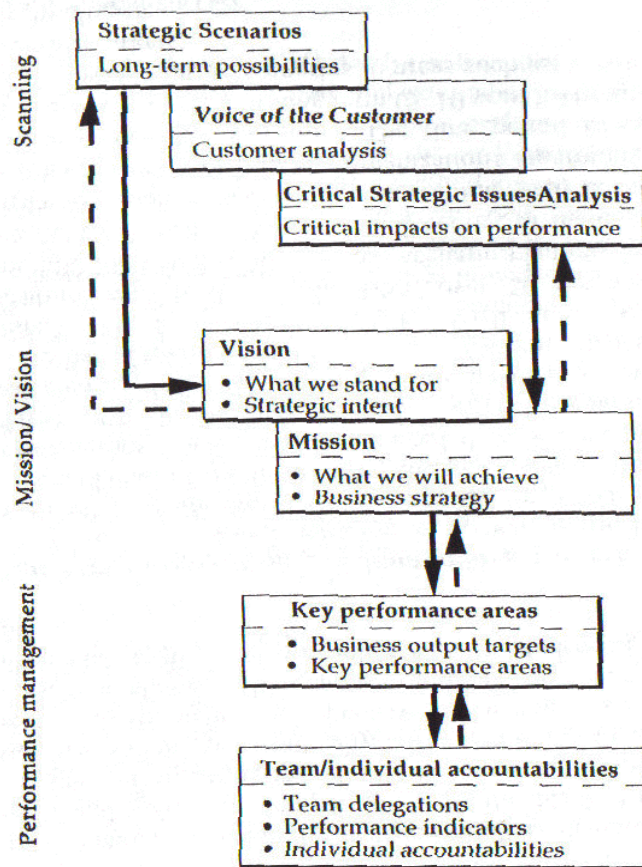 Scanning
Strategic Scenarios
Long-term possibilities
Voice of the Customer
Customer analysis
Critical Strategic IssuesAnalysis
Critical impacts on performance
Mission/ Vision
Vision
• What we stand for
• Strategic intent
Mission
• What we will achieve
• Business strategy
Performance management
Key performance areas
• Business output targets
• Key performance areas
Team/individual accountabilities
• Team delegations
• Performance indicators
• Individual accountabilities